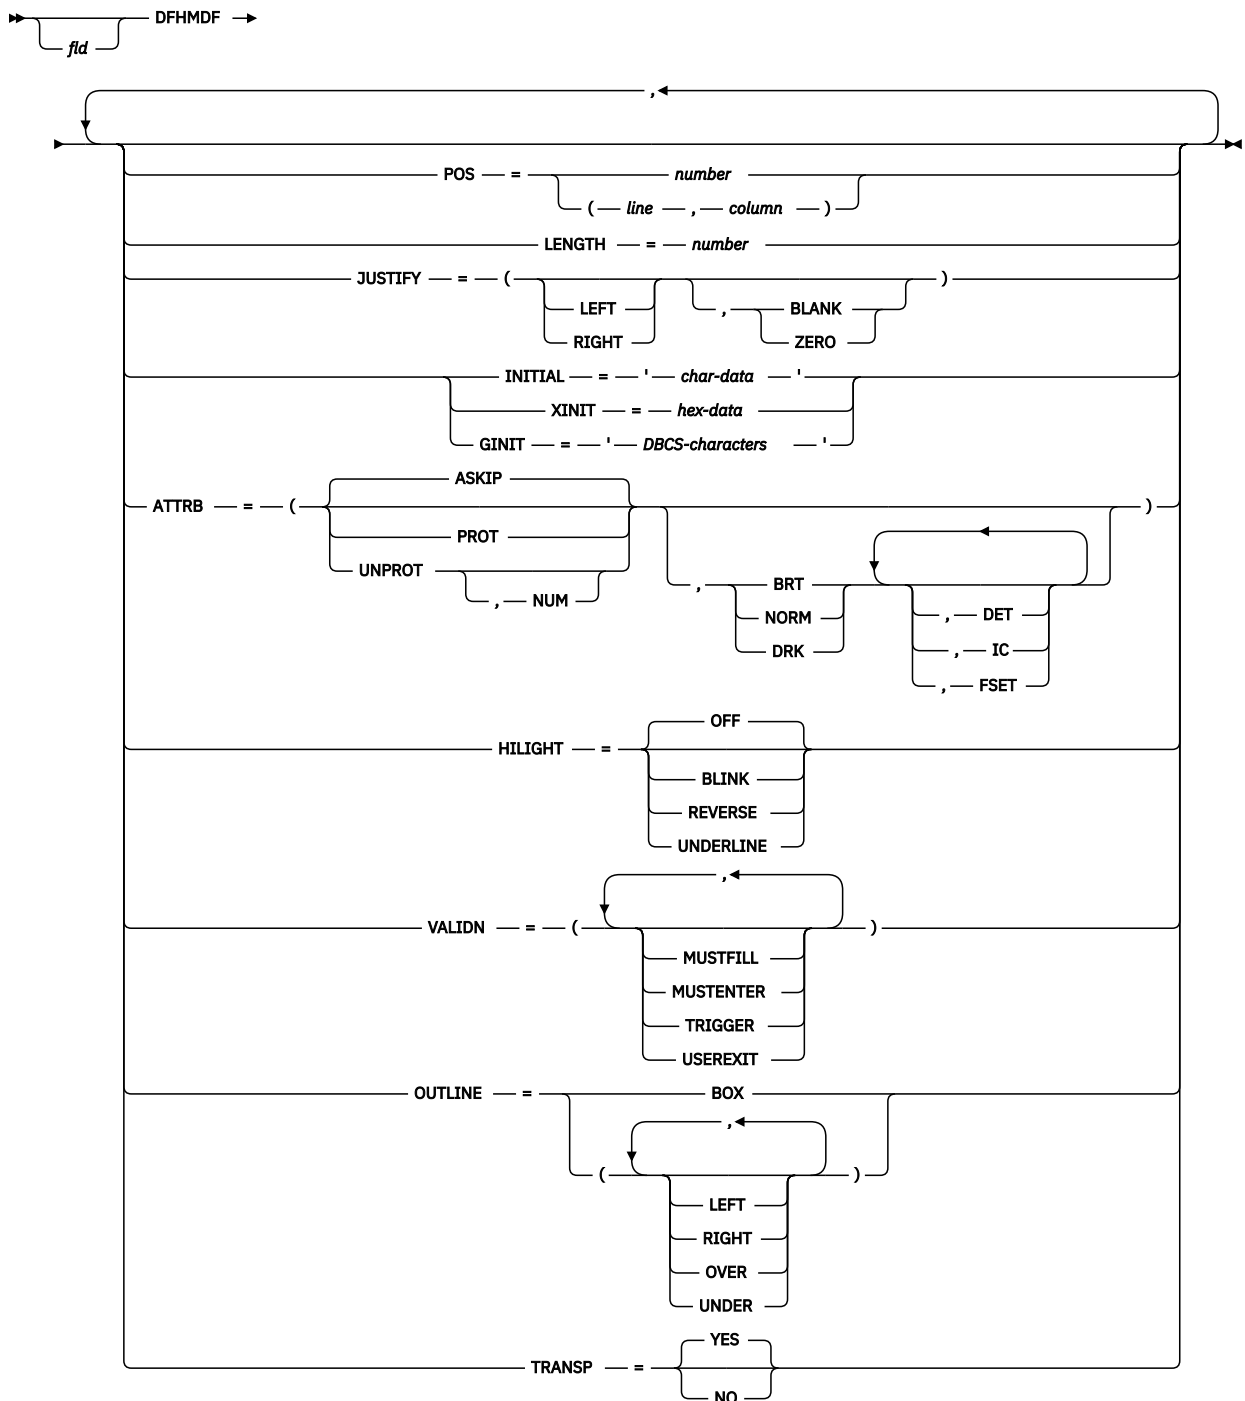 DFHMDF
fld
,
POS = number
( line , column )
LENGTH = number
JUSTIFY = ( )
LEFT , BLANK
RIGHT ZERO
INITIAL = ' char-data '
XINIT = hex-data
GINIT = ' DBCS-characters '
ASKIP
ATTRB = ( )
PROT
UNPROT
, BRT
, NUM
NORM , DET
DRK , IC
, FSET
OFF
HILIGHT =
BLINK
REVERSE
UNDERLINE
,
VALIDN = ( )
MUSTFILL
MUSTENTER
TRIGGER
USEREXIT
OUTLINE = BOX
,
( )
LEFT
RIGHT
OVER
UNDER
YES
TRANSP =
NO